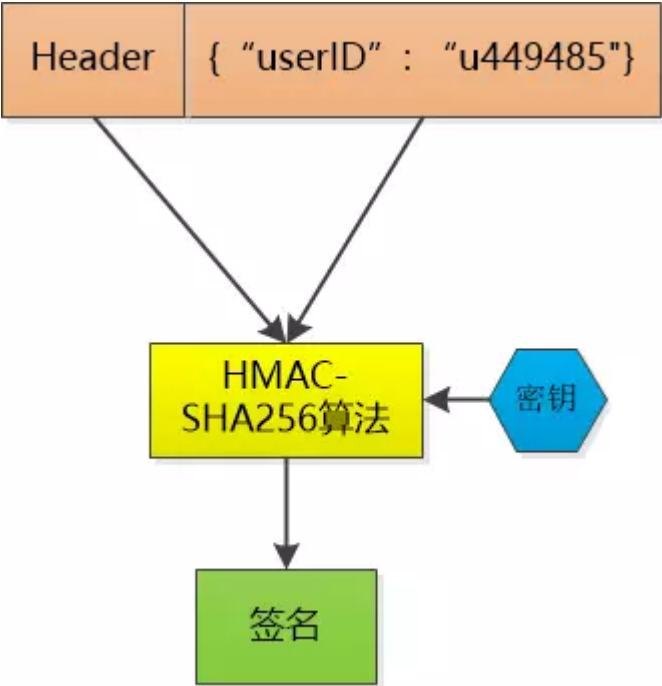 Header
{“userID”： “u449485"}
HMAC-
SHA256算法
密钥
签名